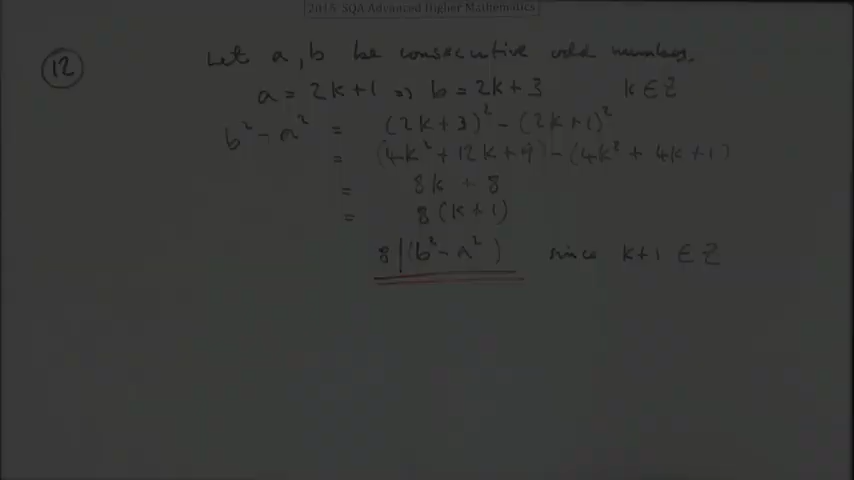 2015 SQA Advanced Higher Mathematics
12 Let a, b be consecutive odd numbers.
a = 2k+1 ⇒ b = 2k+3 k ∈ Z
b² - a² = (2k+3)² - (2k+1)²
= (4k² + 12k + 9) - (4k² + 4k + 1)
= 8k + 8
= 8(k+1)
8|(b² - a²) since k+1 ∈ Z